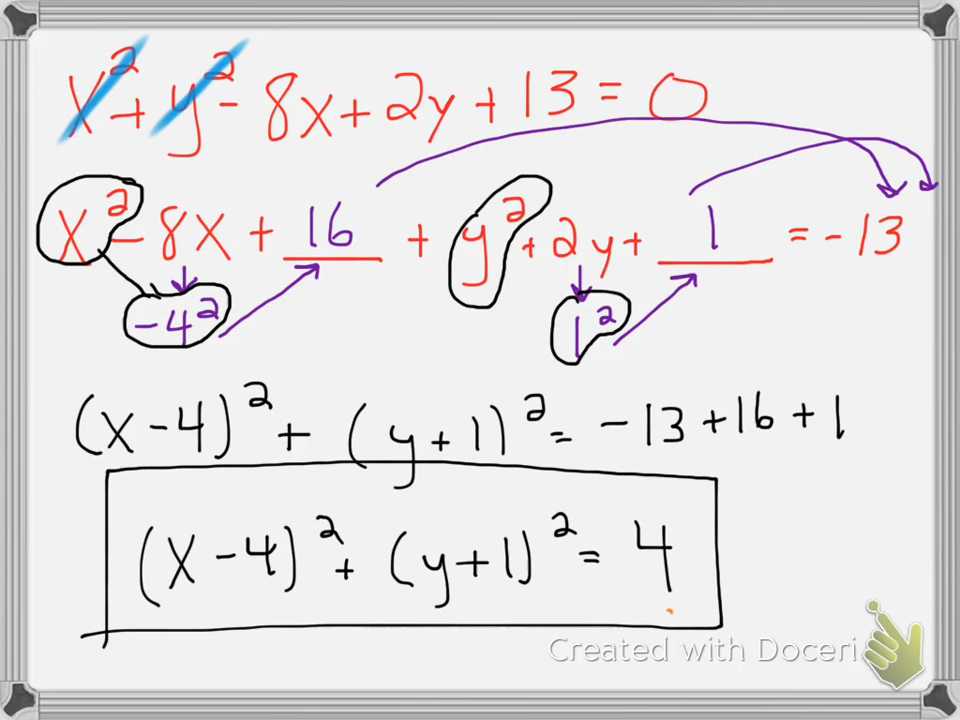 x² + y² - 8x + 2y + 13 = 0
x² - 8x + 16 + y² + 2y + 1 = -13
-4² 1²
(x-4)² + (y+1)² = -13+16+1
(x-4)² + (y+1)² = 4
Created with Doceri